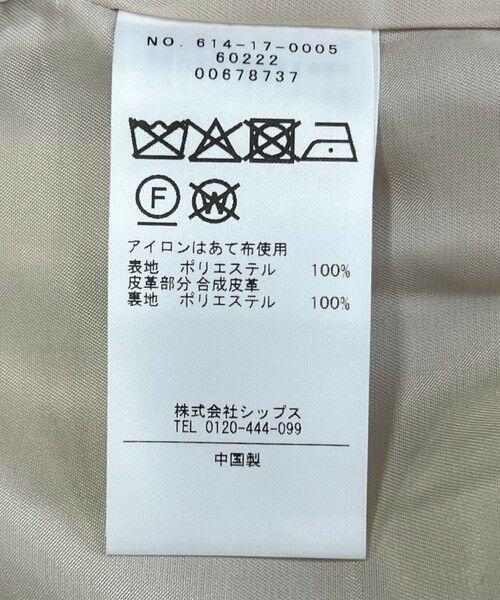 NO. 614-17-0005
60222
00678737
F W
アイロンはあて布使用
表地 ポリエステル 100%
皮革部分 合成皮革
裏地 ポリエステル 100%
株式会社シップス
TEL 0120-444-099
中国製